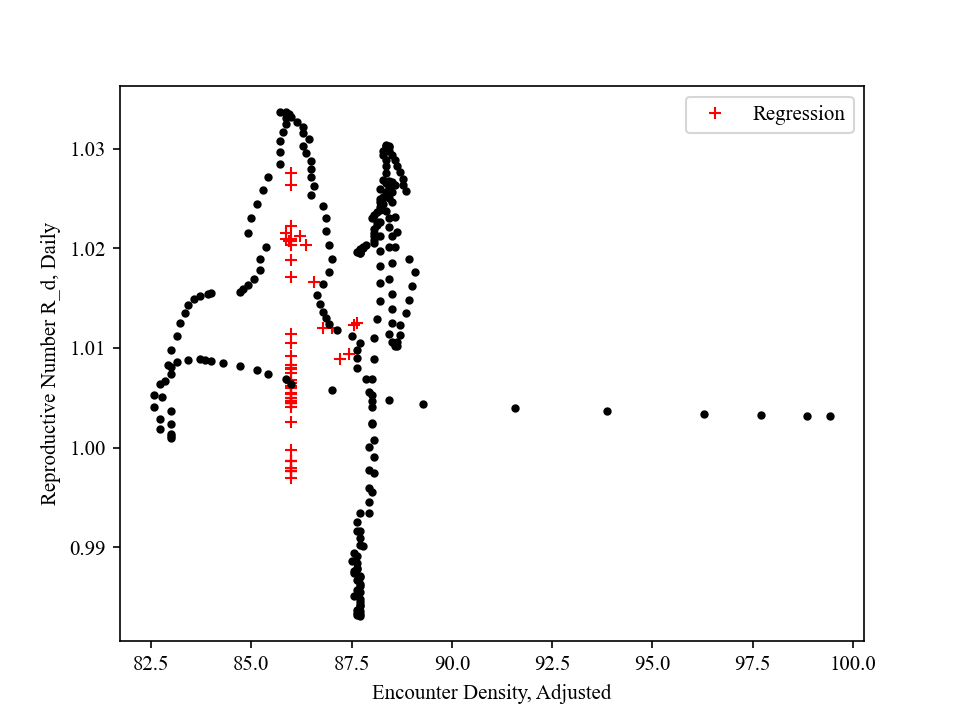 Regression
1.03
1.02
1.01
1.00
0.99
Reproductive Number R_d, Daily
82.5 85.0 87.5 90.0 92.5 95.0 97.5 100.0
Encounter Density, Adjusted